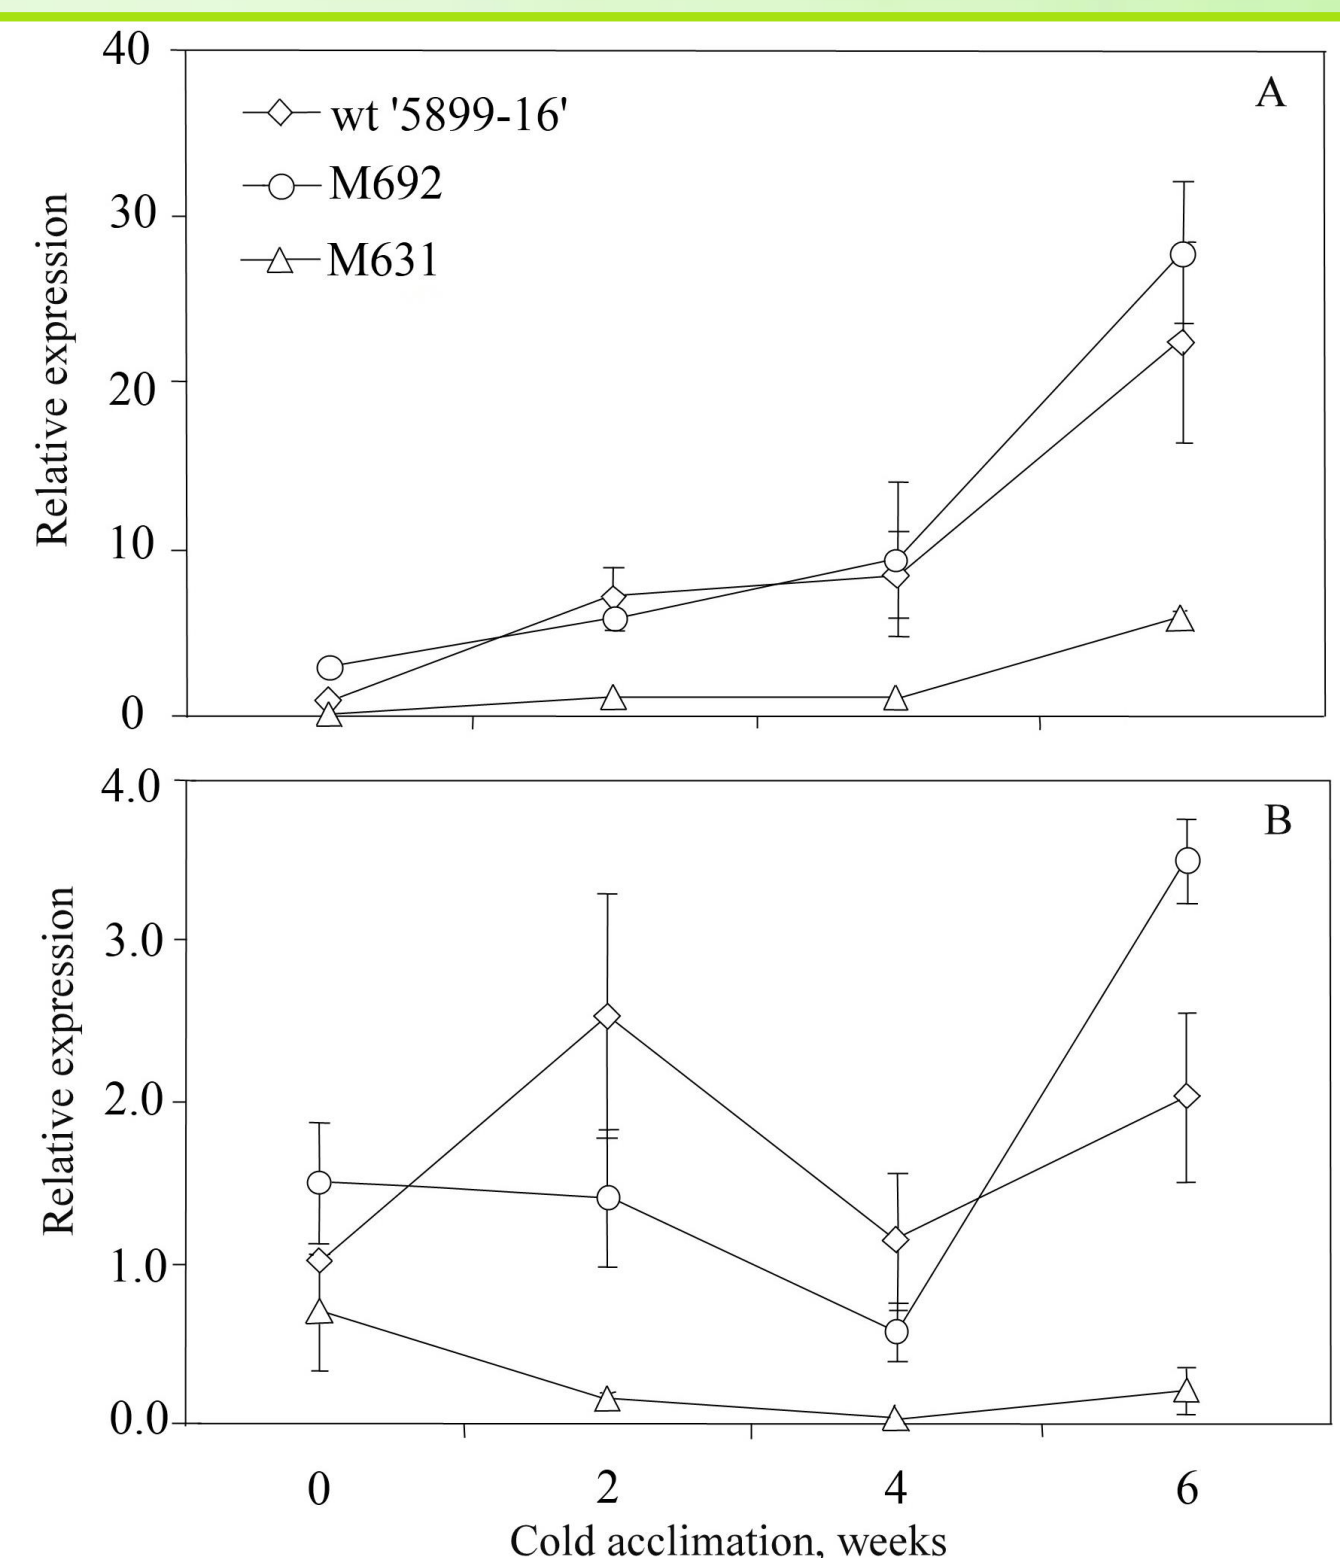 40
A
wt '5899-16'
M692
30
M631
Relative expression
20
10
0
4.0
B
3.0
Relative expression
2.0
1.0
0.0
0 2 4 6
Cold acclimation, weeks